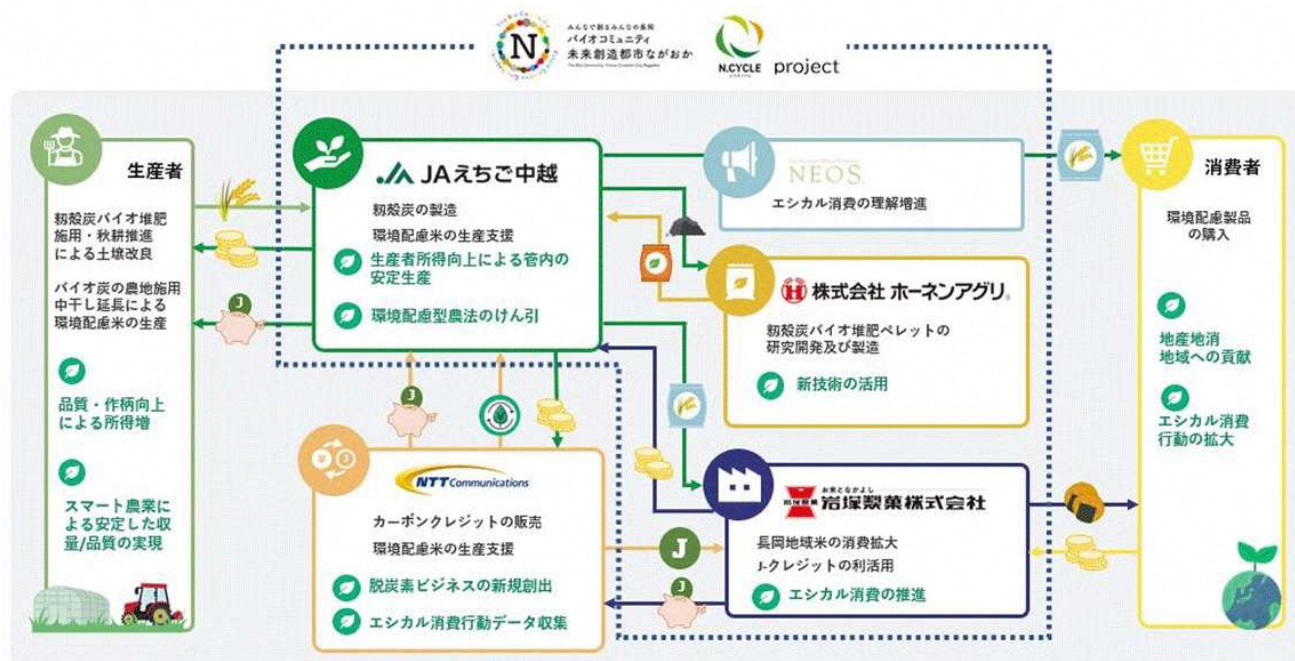 みんなで創るみんなの長岡
バイオコミュニティ
未来創造都市ながおか
N
N.CYCLE
project
生産者
籾殻炭バイオ堆肥
施用・秋耕推進
による土壌改良
バイオ炭の農地施用
中干し延長による
環境配慮米の生産
品質・作柄向上
による所得増
スマート農業に
よる安定した収
量/品質の実現
JAえちご中越
籾殻炭の製造
環境配慮米の生産支援
生産者所得向上による管内の
安定生産
環境配慮型農法のけん引
NEOS.
エシカル消費の理解増進
株式会社 ホーネンアグリ
籾殻炭バイオ堆肥ペレットの
研究開発及び製造
新技術の活用
NTT Communications
カーボンクレジットの販売
環境配慮米の生産支援
脱炭素ビジネスの新規創出
エシカル消費行動データ収集
お米となかよし
岩塚製菓 岩塚製菓株式会社
長岡地域米の消費拡大
J-クレジットの利活用
エシカル消費の推進
消費者
環境配慮製品
の購入
地産地消
地域への貢献
エシカル消費
行動の拡大
J
J
J
J
¥
J